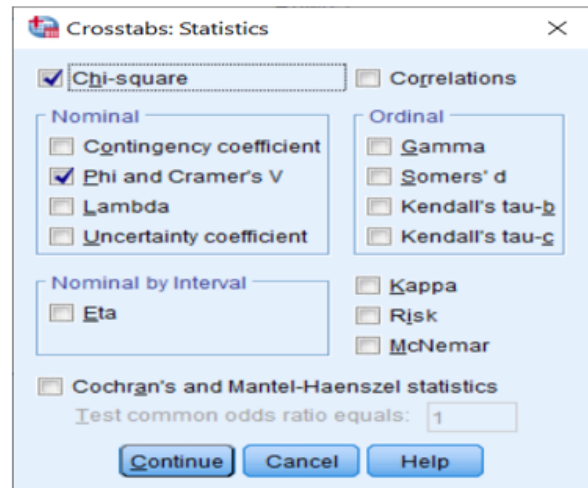 Crosstabs: Statistics
Chi-square
Correlations
Nominal
Contingency coefficient
Phi and Cramer's V
Lambda
Uncertainty coefficient
Ordinal
Gamma
Somers' d
Kendall's tau-b
Kendall's tau-c
Nominal by Interval
Eta
Kappa
Risk
McNemar
Cochran's and Mantel-Haenszel statistics
Test common odds ratio equals: 1
Continue Cancel Help